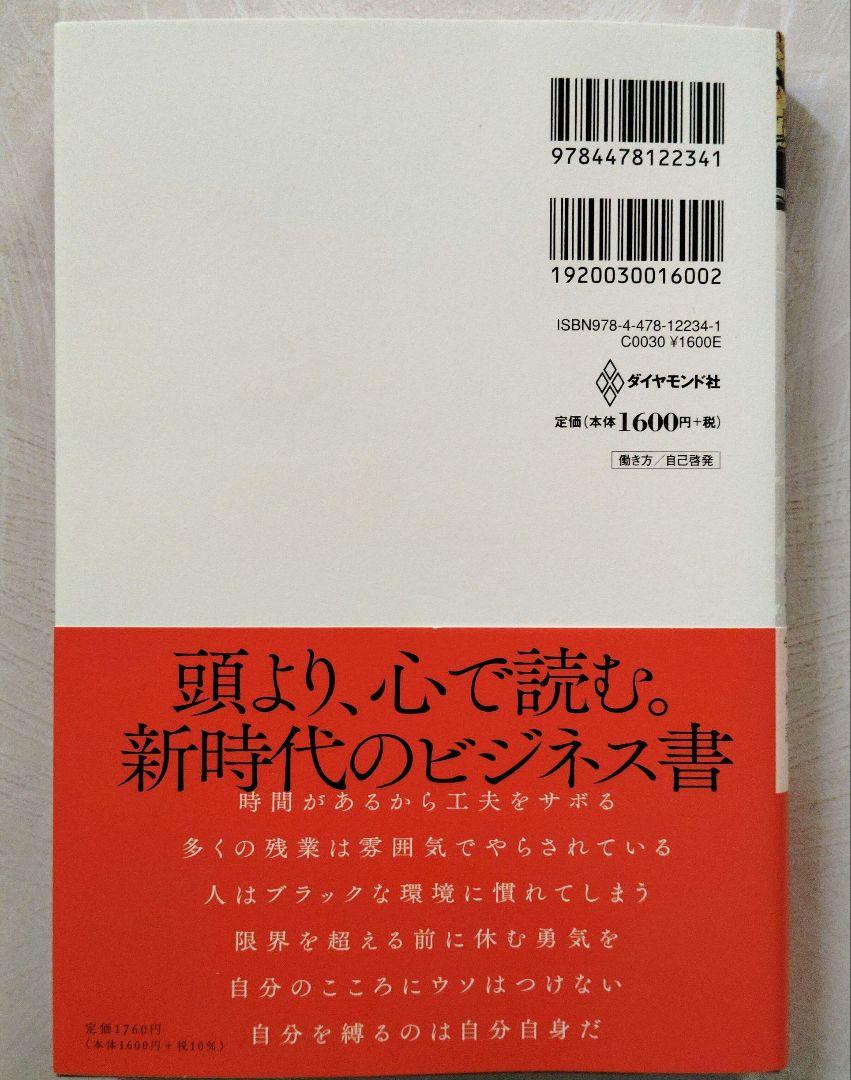 9784478122341
1920030016002
ISBN978-4-478-12234-1
C0030 ¥1600E
ダイヤモンド社
定価(本体1600円+税)
働き方/自己啓発
頭より、心で読む。
新時代のビジネス書
時間があるから工夫をサボる
多くの残業は雰囲気でやらされている
人はブラックな環境に慣れてしまう
限界を超える前に休む勇気を
自分のこころにウソはつけない
自分を縛るのは自分自身だ
定価1760円
(本体1600円+税10%)